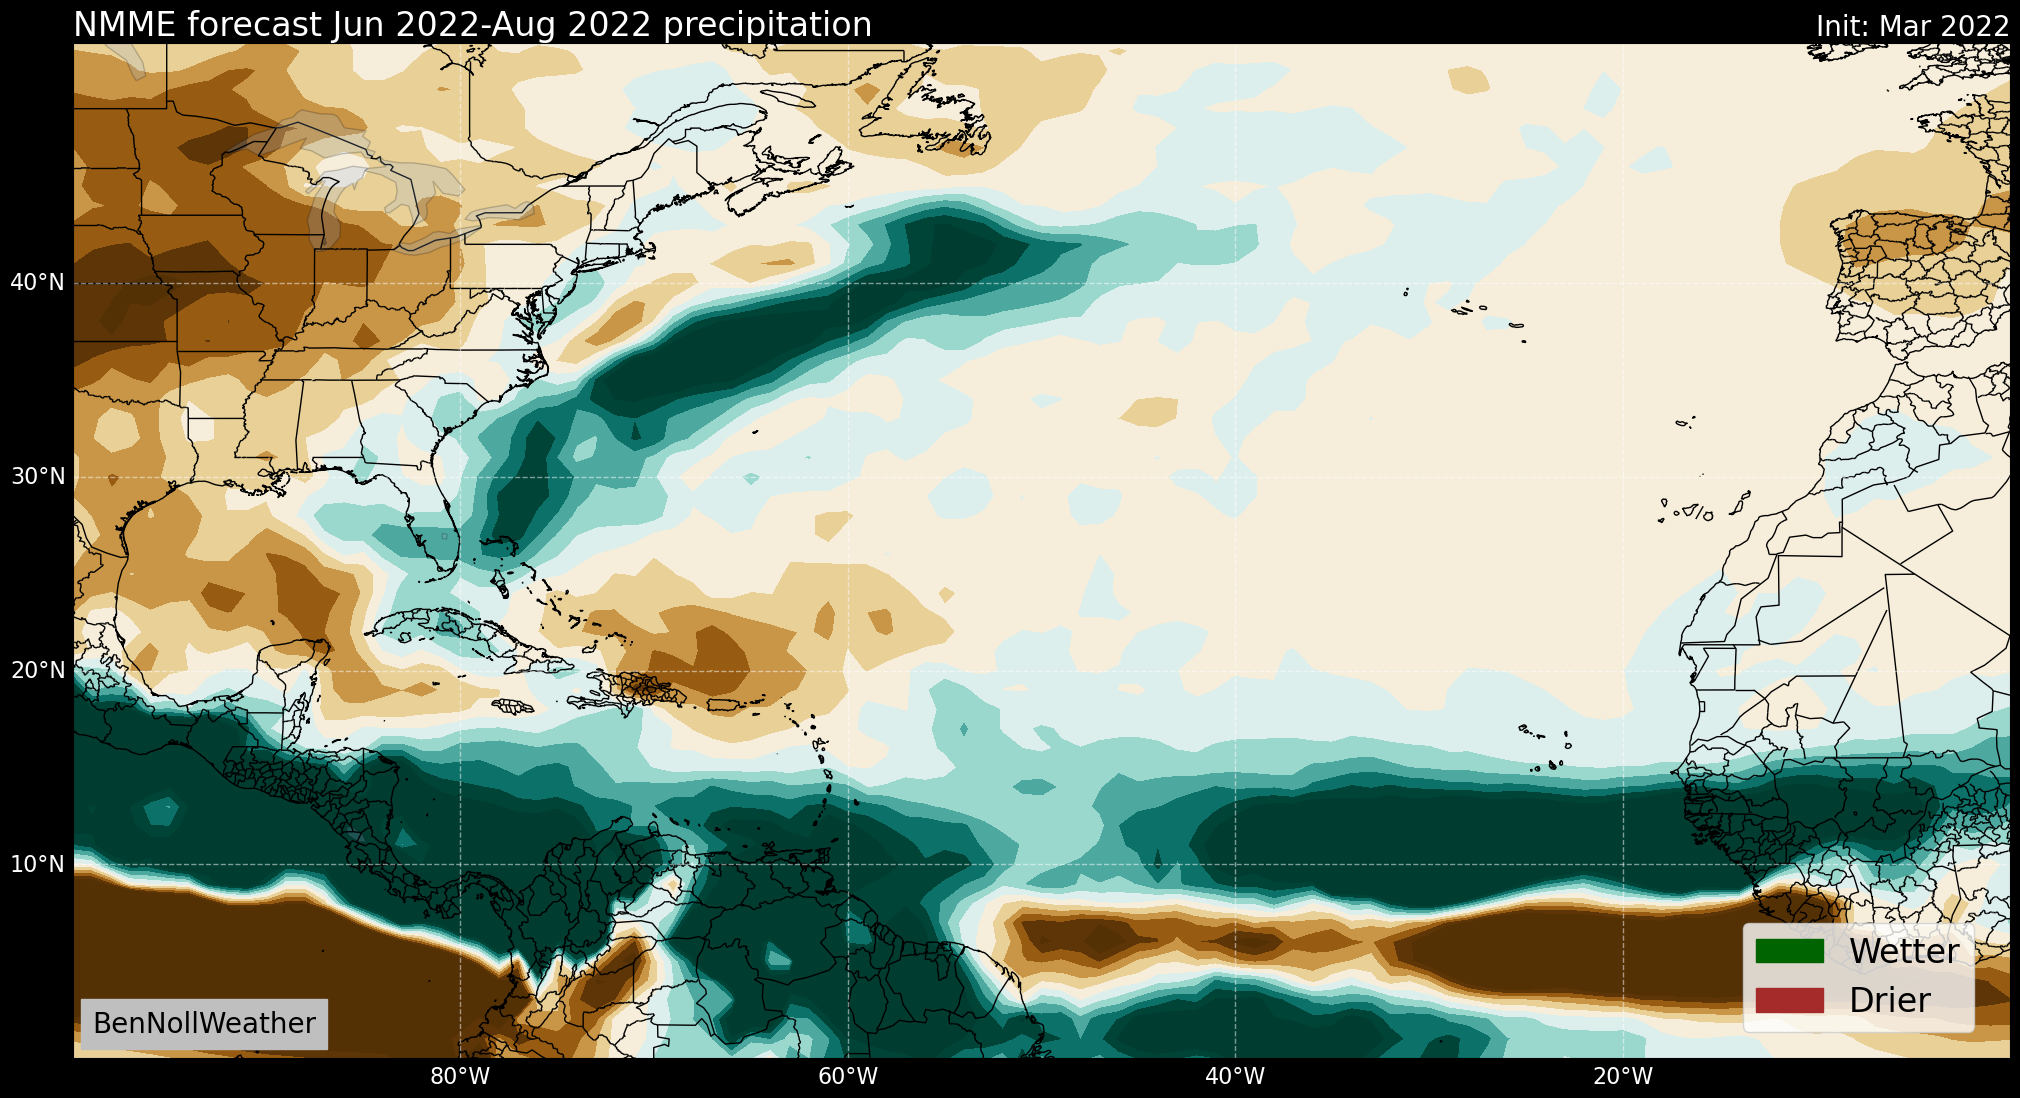 NMME forecast Jun 2022-Aug 2022 precipitation
Init: Mar 2022
40°N
30°N
20°N
10°N
Wetter
Drier
BenNollWeather
80°W
60°W
40°W
20°W